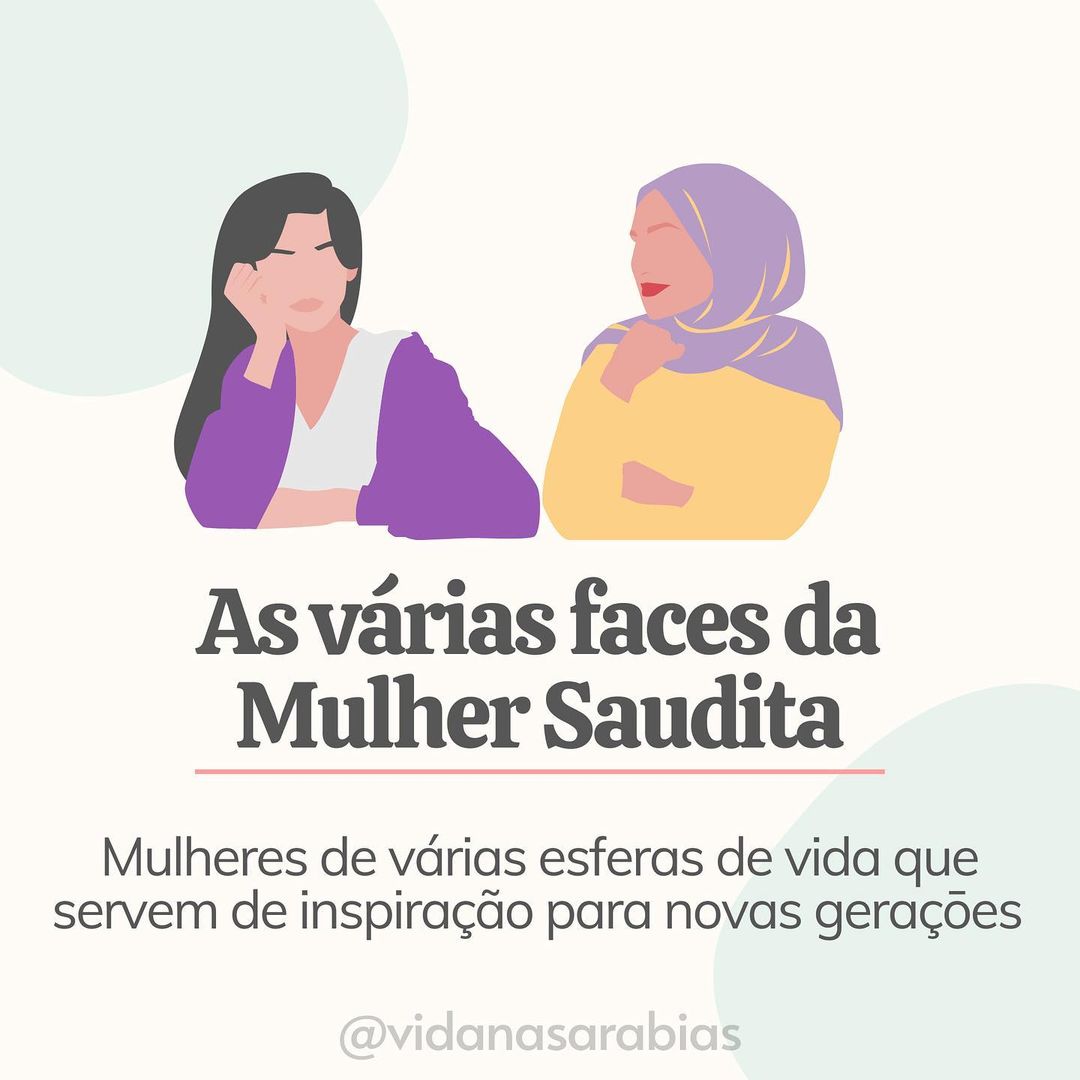 As várias faces da
Mulher Saudita
Mulheres de várias esferas de vida que
servem de inspiração para novas geraçōes
@vidanasarabias